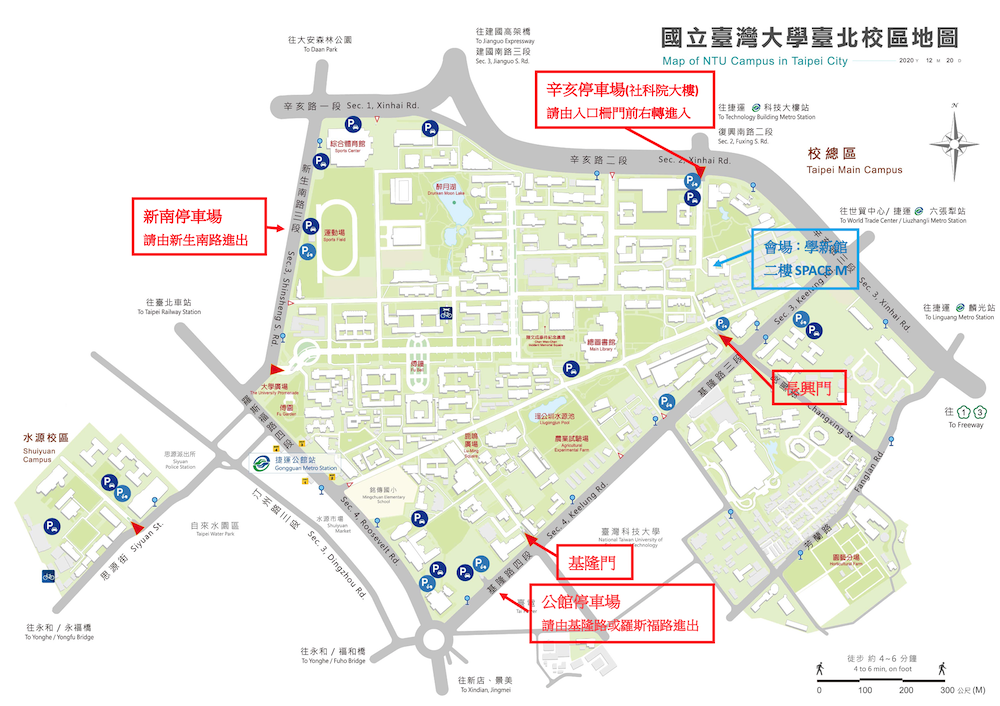 國立臺灣大學臺北校區地圖
Map of NTU Campus in Taipei City
2020年 12月 20日
往大安森林公園
To Daan Park
往建國高架橋
To Jianguo Expressway
建國南路三段
Sec. 3, Jianguo S. Rd.
辛亥停車場(社科院大樓)
請由入口柵門前右轉進入
往捷運 科技大樓站
To Technology Building Metro Station
復興南路二段
Sec. 2, Fuxing S. Rd.
N
校總區
Taipei Main Campus
辛亥路一段 Sec. 1, Xinhai Rd.
辛亥路二段
Sec. 2, Xinhai Rd.
綜合體育館
Sports Center
新生南路三段
Sec. 3, Shinsheng S. Rd.
醉月湖
Drunken Moon Lake
新南停車場
請由新生南路進出
運動場
Sports Field
往世貿中心/ 捷運 六張犁站
To World Trade Center / Liuzhangli Metro Station
會場：學新館
二樓 SPACE M
Sec. 3, Keelung Rd.
Sec. 3, Xinhai Rd.
往臺北車站
To Taipei Railway Station
往捷運 麟光站
To Linguang Metro Station
總圖書館
Main Library
傅鐘
Fu Bell
基隆路三段
長興門
Changxing St.
大學廣場
The University Promenade
傅園
Fu Garden
羅斯福路四段
瑠公圳水源池
Liugongjun Pool
鹿鳴廣場
Lu-Ming Square
農業試驗場
Agricultural Experimental Farm
往 1 3
To Freeway
水源校區
Shuiyuan Campus
思源派出所
Siyuan Police Station
捷運公館站
Gongguan Metro Station
銘傳國小
Mingchuan Elementary School
汀州路三段
Sec. 3, Dingzhou Rd.
水源市場
Shuiyuan Market
Sec. 4, Roosevelt Rd.
Sec. 4, Keelung Rd.
Fanglan Rd.
芳蘭路
自來水園區
Taipei Water Park
思源街 Siyuan St.
臺灣科技大學
National Taiwan University of
Technology
基隆門
園藝分場
Horticultural Farm
基隆路四段
公館停車場
請由基隆路或羅斯福路進出
往永和 / 永福橋
To Yonghe / Yongfu Bridge
往永和 / 福和橋
To Yonghe / Fuho Bridge
往新店、景美
To Xindian, Jingmei
徒步 約 4~6 分鐘
4 to 6 min, on foot
0 100 200 300 公尺 (M)